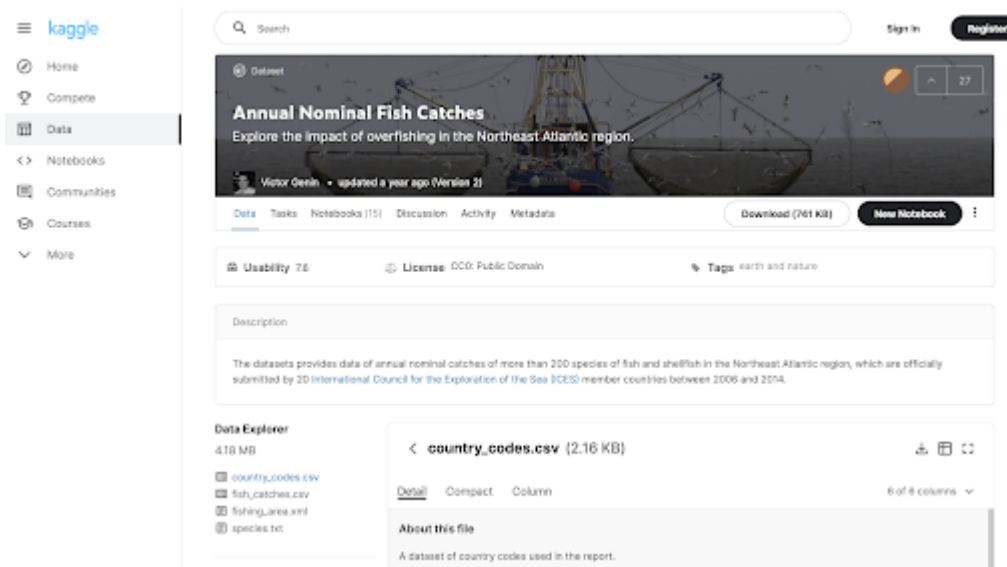 kaggle
Search
Sign In
Register
Home
Compete
Data
Notebooks
Communities
Courses
More
Dataset
27
Annual Nominal Fish Catches
Explore the impact of overfishing in the Northeast Atlantic region.
Victor Genin • updated a year ago (Version 2)
Data Tasks Notebooks (15) Discussion Activity Metadata
Download (741 KB)
New Notebook
Usability 7.6
License CC0: Public Domain
Tags earth and nature
Description
The datasets provides data of annual nominal catches of more than 200 species of fish and shellfish in the Northeast Atlantic region, which are officially
submitted by 20 International Council for the Exploration of the Sea (ICES) member countries between 2006 and 2014.
Data Explorer
4.18 MB
country_codes.csv
fish_catches.csv
fishing_area.xml
species.txt
country_codes.csv (2.16 KB)
Detail Compact Column
6 of 6 columns
About this file
A dataset of country codes used in the report.